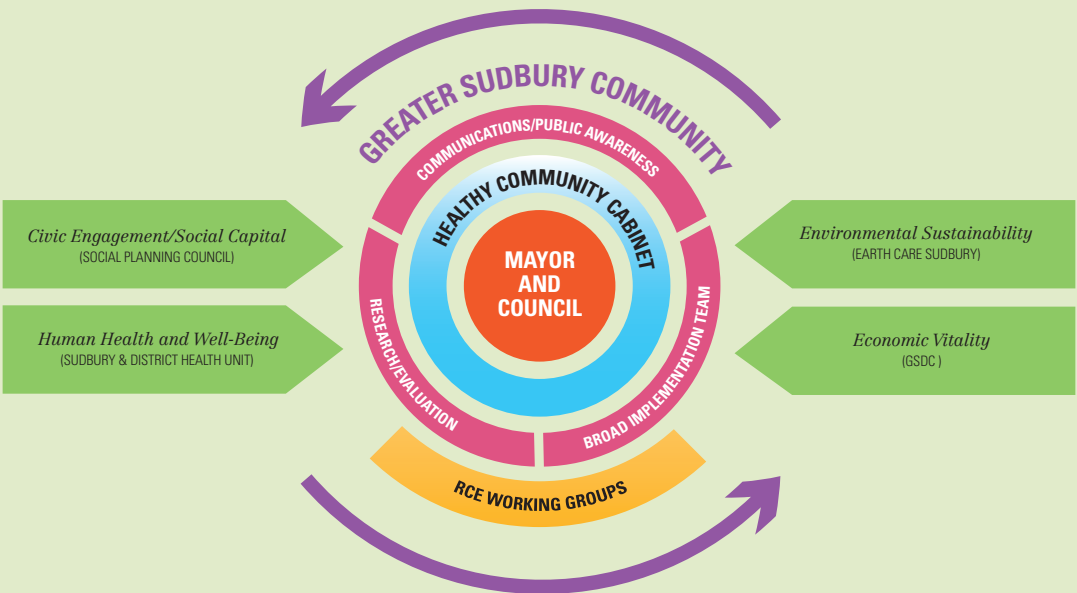 GREATER SUDBURY COMMUNITY
COMMUNICATIONS/PUBLIC AWARENESS
HEALTHY COMMUNITY CABINET
MAYOR
AND
COUNCIL
RESEARCH/EVALUATION
BROAD IMPLEMENTATION TEAM
RCE WORKING GROUPS
Civic Engagement/Social Capital
(SOCIAL PLANNING COUNCIL)
Human Health and Well-Being
(SUDBURY & DISTRICT HEALTH UNIT)
Environmental Sustainability
(EARTH CARE SUDBURY)
Economic Vitality
(GSDC )